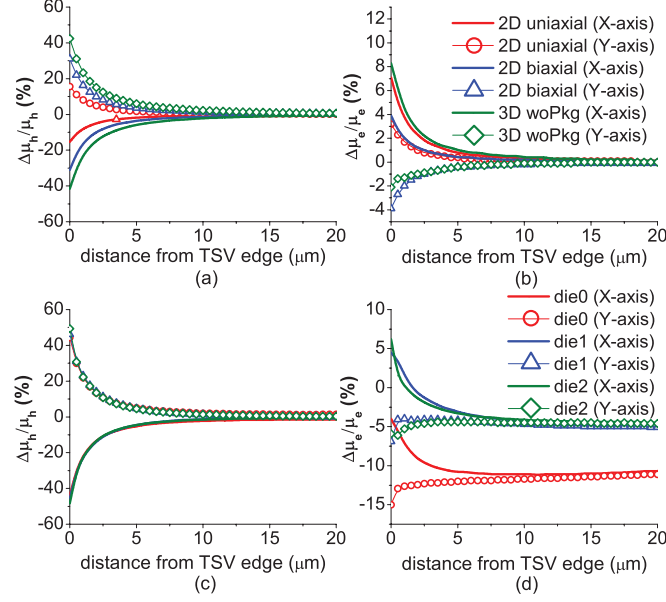 60
40
20
0
-20
-40
-60
Δμh/μh (%)
0 5 10 15 20
distance from TSV edge (μm)
(a)
12
10
8
6
4
2
0
-2
-4
Δμe/μe (%)
2D uniaxial (X-axis)
2D uniaxial (Y-axis)
2D biaxial (X-axis)
2D biaxial (Y-axis)
3D woPkg (X-axis)
3D woPkg (Y-axis)
0 5 10 15 20
distance from TSV edge (μm)
(b)
60
40
20
0
-20
-40
-60
Δμh/μh (%)
0 5 10 15 20
distance from TSV edge (μm)
(c)
10
5
0
-5
-10
-15
Δμe/μe (%)
die0 (X-axis)
die0 (Y-axis)
die1 (X-axis)
die1 (Y-axis)
die2 (X-axis)
die2 (Y-axis)
0 5 10 15 20
distance from TSV edge (μm)
(d)